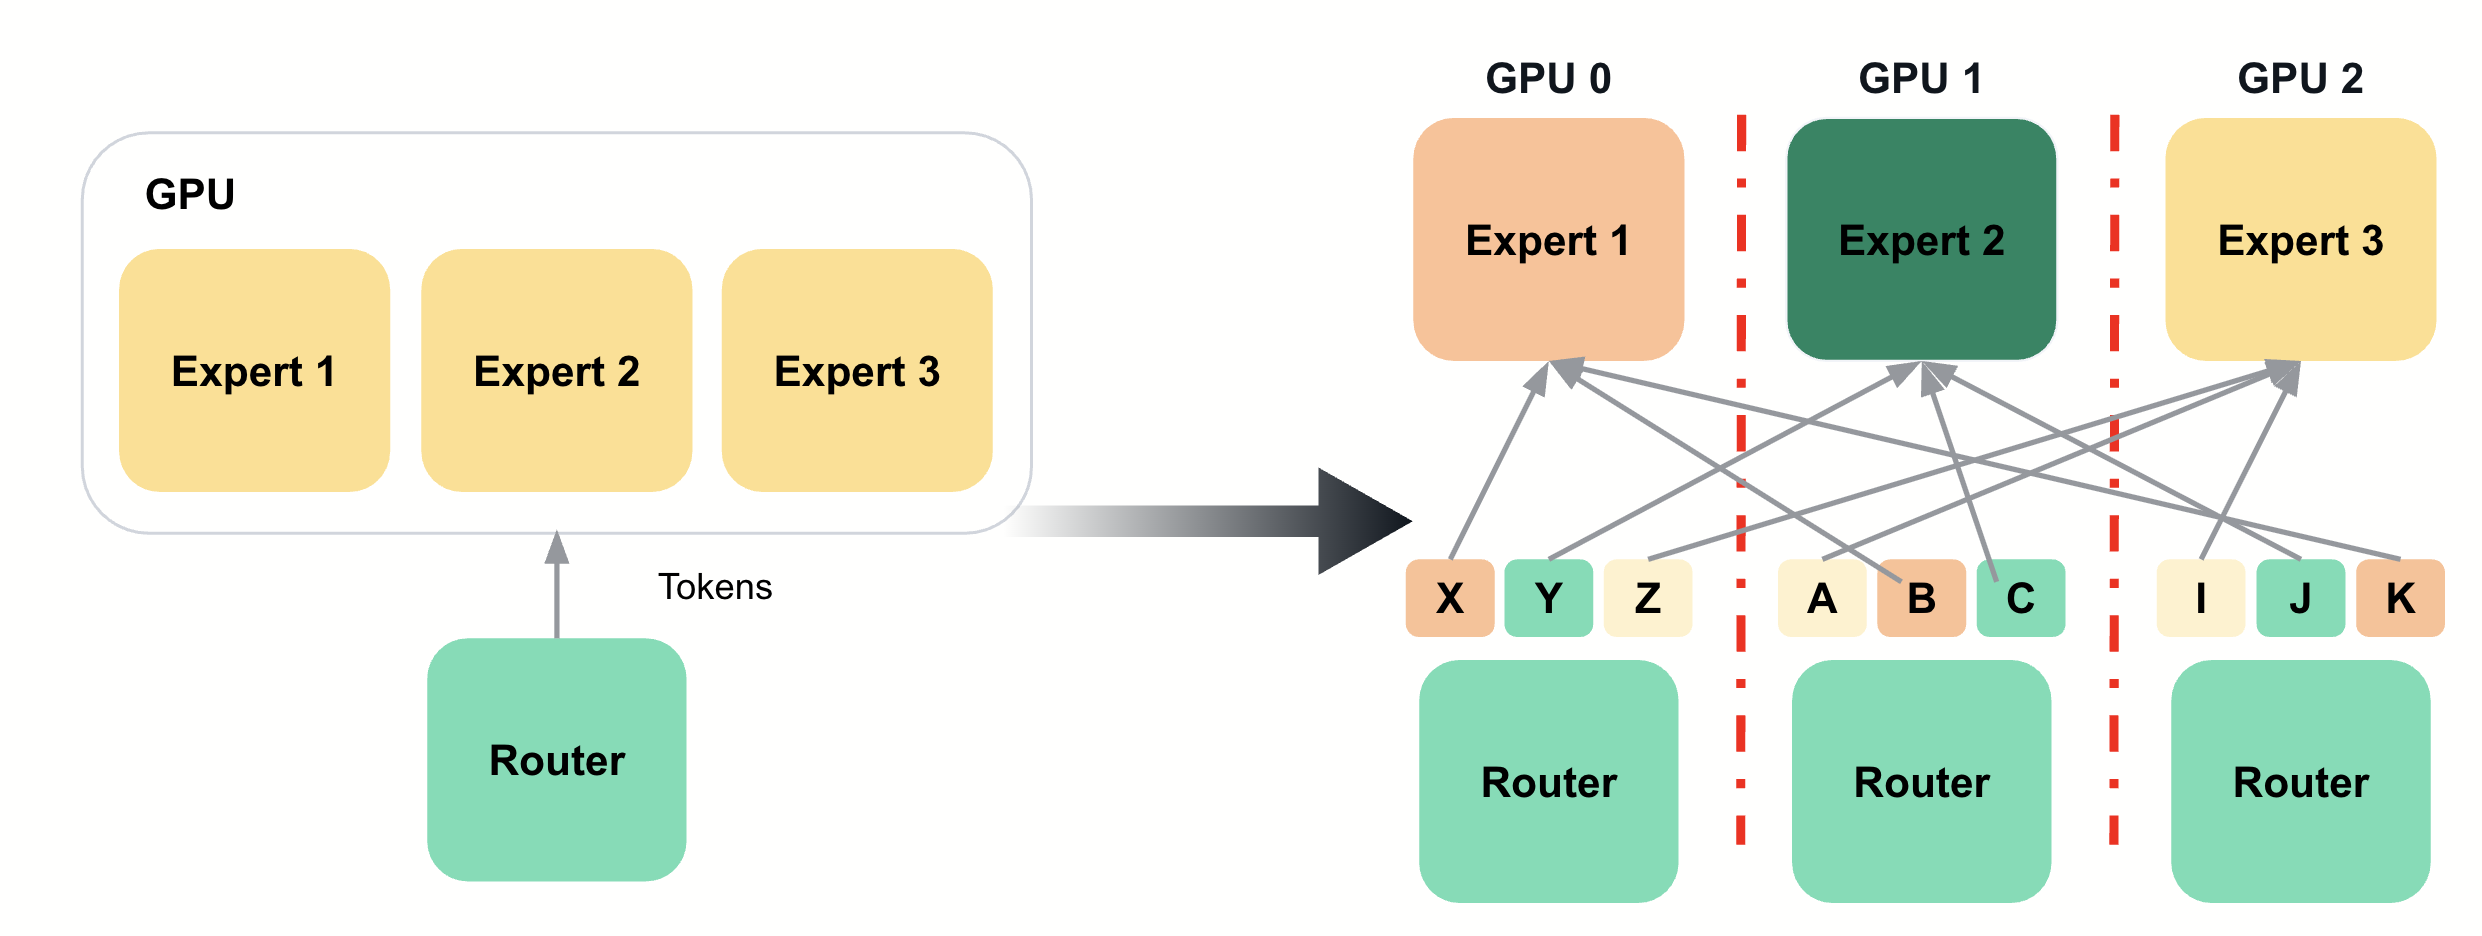 GPU
Expert 1
Expert 2
Expert 3
Tokens
Router
GPU 0
GPU 1
GPU 2
Expert 1
Expert 2
Expert 3
X Y Z A B C I J K
Router
Router
Router